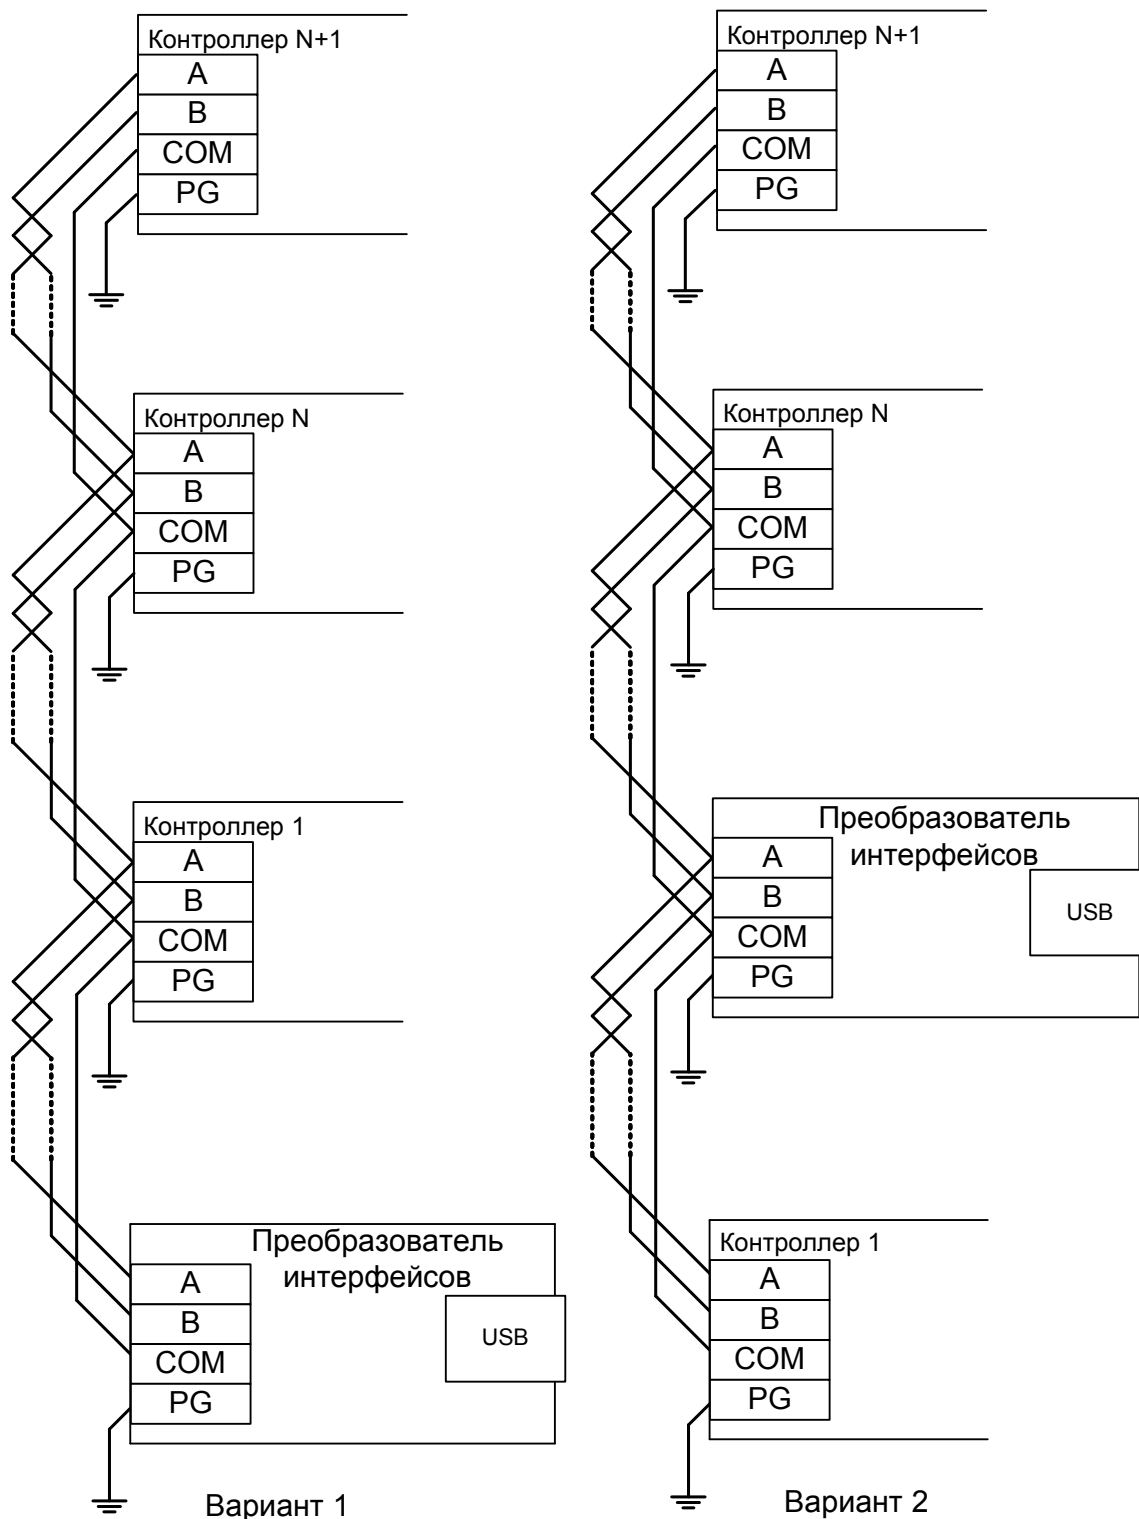 Контроллер N+1
A
B
COM
PG
Контроллер N
A
B
COM
PG
Контроллер 1
A
B
COM
PG
Преобразователь
интерфейсов
A
B
COM
PG
USB
Вариант 1
Контроллер N+1
A
B
COM
PG
Контроллер N
A
B
COM
PG
Преобразователь
интерфейсов
A
B
COM
PG
USB
Контроллер 1
A
B
COM
PG
Вариант 2